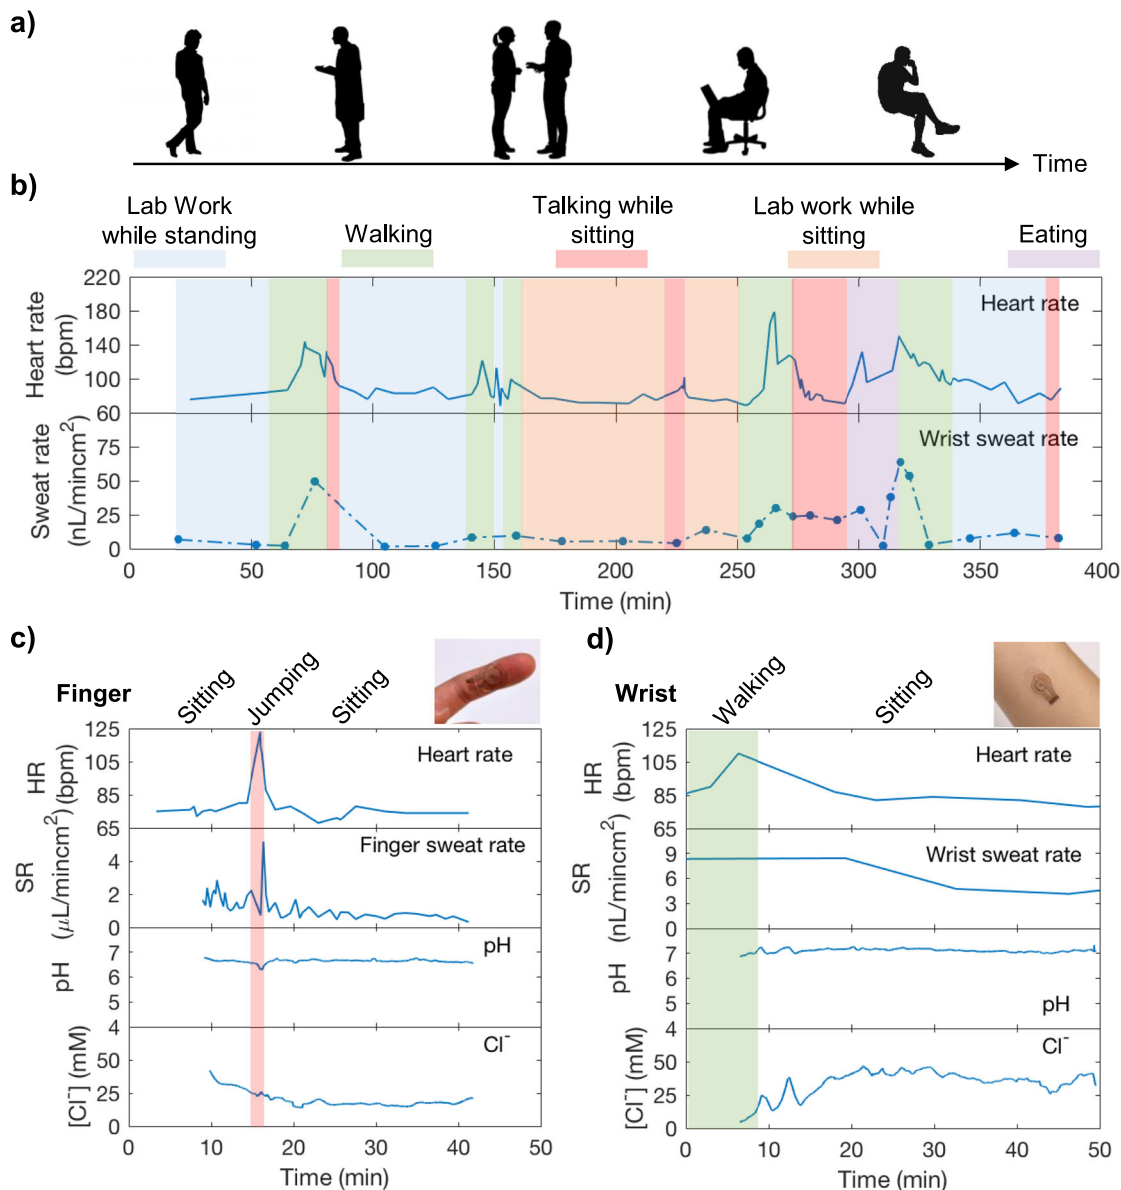 a)
Time
b)
Lab Work
while standing
Walking
Talking while
sitting
Lab work while
sitting
Eating
220
180
140
100
60
Heart rate
(bpm)
Heart rate
75
50
25
0
Sweat rate
(nL/mincm²)
Wrist sweat rate
0
50
100
150
200
250
300
350
400
Time (min)
c)
Finger
Sitting
Jumping
Sitting
125
105
85
65
HR
(bpm)
Heart rate
4
2
0
SR
(µL/mincm²)
Finger sweat rate
7
6
5
4
pH
pH
50
25
0
[Cl⁻] (mM)
Cl⁻
0
10
20
30
40
50
Time (min)
d)
Wrist
Walking
Sitting
125
105
85
65
HR
(bpm)
Heart rate
9
6
3
0
SR
(nL/mincm²)
Wrist sweat rate
7
6
5
4
pH
pH
50
25
0
[Cl⁻] (mM)
Cl⁻
0
10
20
30
40
50
Time (min)